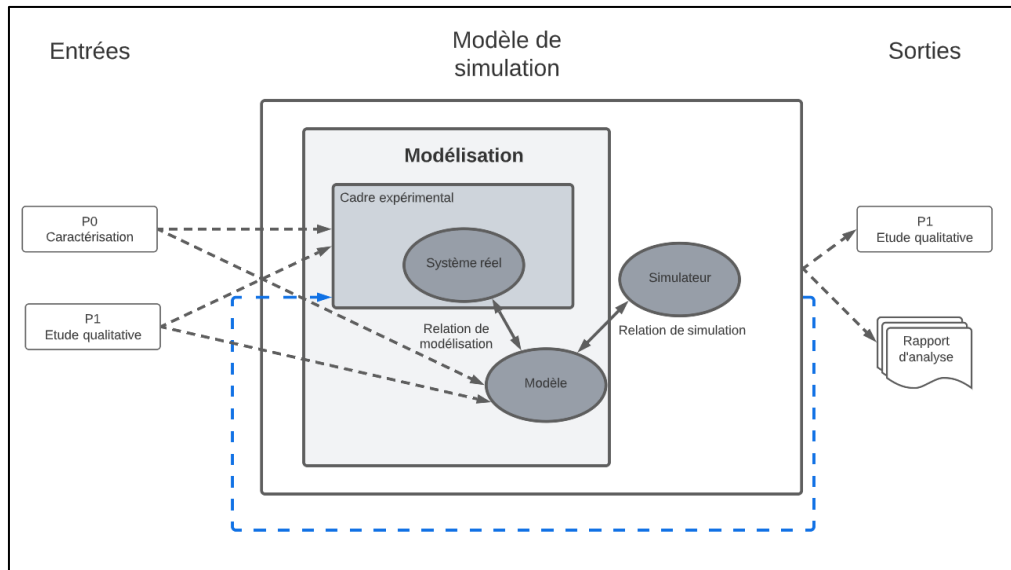 Entrées
Modèle de
simulation
Sorties
Modélisation
Cadre expérimental
P0
Caractérisation
P1
Etude qualitative
Système réel
Simulateur
P1
Etude qualitative
Relation de
modélisation
Relation de simulation
Rapport
d'analyse
Modèle